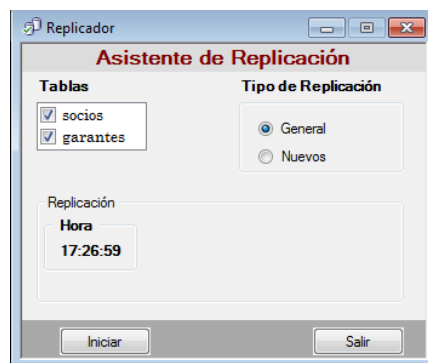 Replicador
Asistente de Replicación
Tablas
Tipo de Replicación
socios
garantes
General
Nuevos
Replicación
Hora
17:26:59
Iniciar
Salir